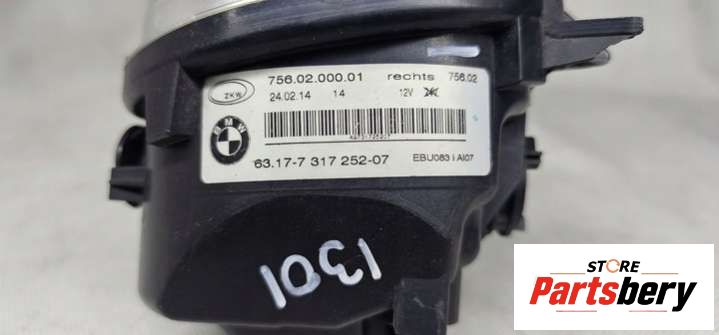 756.02.000.01 rechts 756.02
ZKW 24.02.14 14 12V
BMW
63.17-7 317 252-07 EBU083 i AI07
1301
STORE
Partsbery